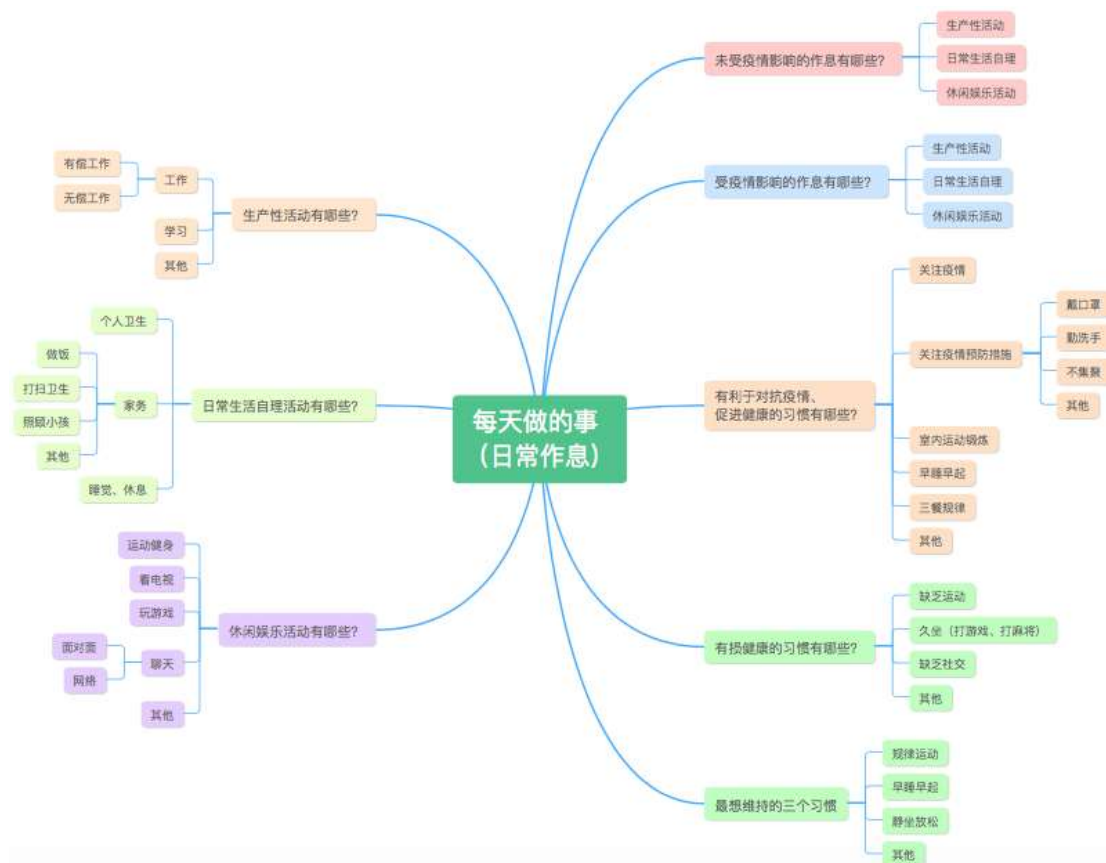 每天做的事
（日常作息）
未受疫情影响的作息有哪些？
生产性活动
日常生活自理
休闲娱乐活动
受疫情影响的作息有哪些？
生产性活动
日常生活自理
休闲娱乐活动
有利于对抗疫情、
促进健康的习惯有哪些？
关注疫情
关注疫情预防措施
戴口罩
勤洗手
不集聚
其他
室内运动锻炼
早睡早起
三餐规律
其他
有损健康的习惯有哪些？
缺乏运动
久坐（打游戏、打麻将）
缺乏社交
其他
最想维持的三个习惯
规律运动
早睡早起
静坐放松
其他
生产性活动有哪些？
工作
有偿工作
无偿工作
学习
其他
日常生活自理活动有哪些？
个人卫生
家务
做饭
打扫卫生
照顾小孩
其他
睡觉、休息
休闲娱乐活动有哪些？
运动健身
看电视
玩游戏
聊天
面对面
网络
其他